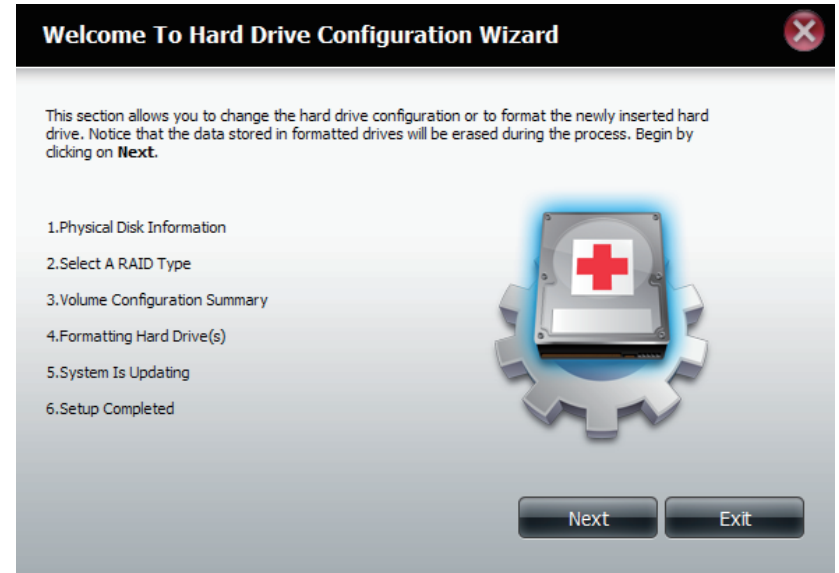 Welcome To Hard Drive Configuration Wizard
This section allows you to change the hard drive configuration or to format the newly inserted hard
drive. Notice that the data stored in formatted drives will be erased during the process. Begin by
clicking on Next.
1.Physical Disk Information
2.Select A RAID Type
3.Volume Configuration Summary
4.Formatting Hard Drive(s)
5.System Is Updating
6.Setup Completed
Next
Exit